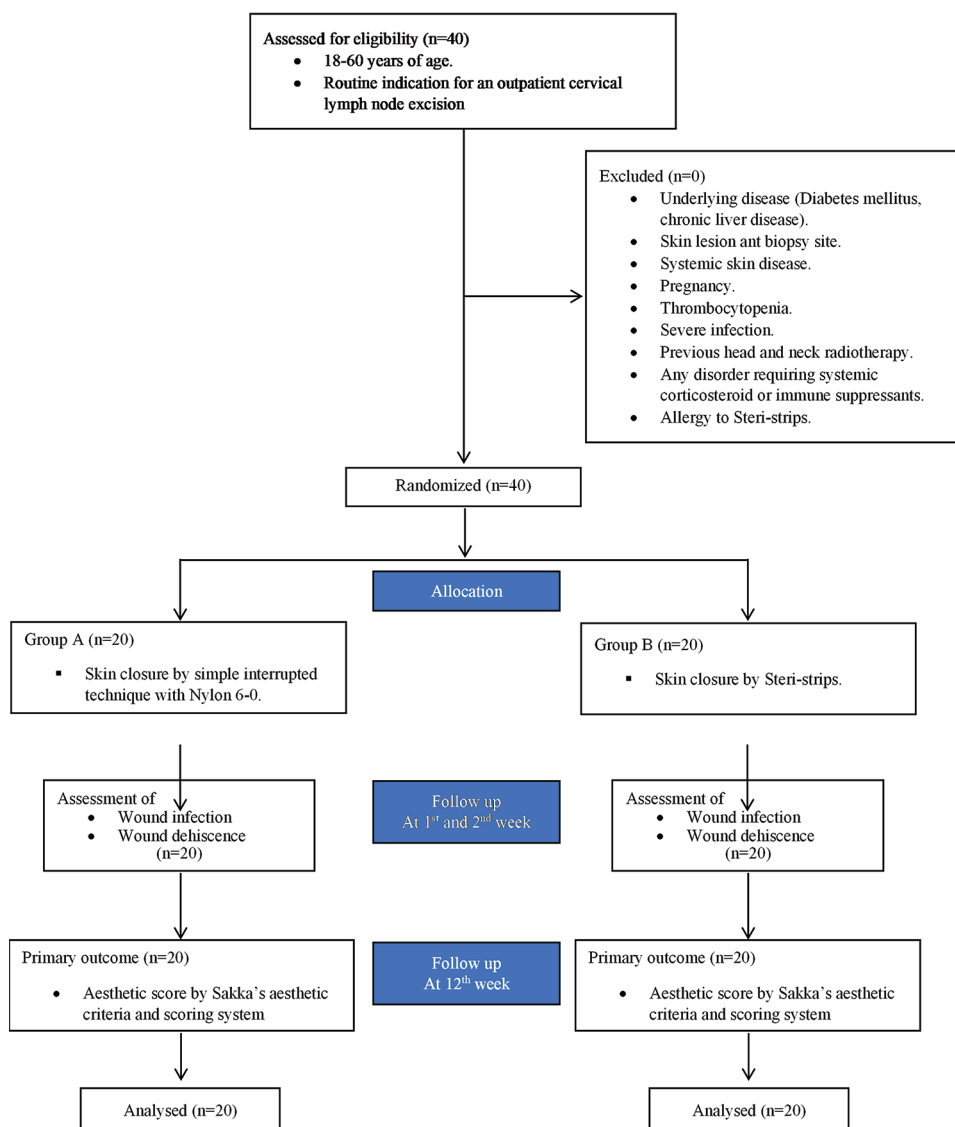 Assessed for eligibility (n=40)
• 18-60 years of age.
• Routine indication for an outpatient cervical
lymph node excision
Excluded (n=0)
• Underlying disease (Diabetes mellitus,
chronic liver disease).
• Skin lesion ant biopsy site.
• Systemic skin disease.
• Pregnancy.
• Thrombocytopenia.
• Severe infection.
• Previous head and neck radiotherapy.
• Any disorder requiring systemic
corticosteroid or immune suppressants.
• Allergy to Steri-strips.
Randomized (n=40)
Allocation
Group A (n=20)
▪ Skin closure by simple interrupted
technique with Nylon 6-0.
Group B (n=20)
▪ Skin closure by Steri-strips.
Assessment of
• Wound infection
• Wound dehiscence
(n=20)
Follow up
At 1st and 2nd week
Assessment of
• Wound infection
• Wound dehiscence
(n=20)
Primary outcome (n=20)
• Aesthetic score by Sakka’s aesthetic
criteria and scoring system
Follow up
At 12th week
Primary outcome (n=20)
• Aesthetic score by Sakka’s aesthetic
criteria and scoring system
Analysed (n=20)
Analysed (n=20)